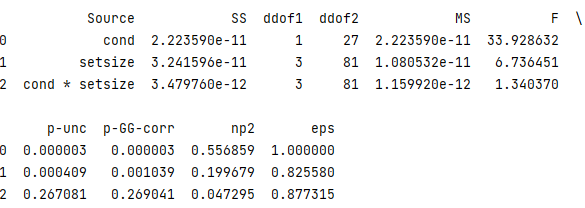 Source SS ddof1 ddof2 MS F \
0 cond 2.223590e-11 1 27 2.223590e-11 33.928632
1 setsize 3.241596e-11 3 81 1.080532e-11 6.736451
2 cond * setsize 3.479760e-12 3 81 1.159920e-12 1.340370
p-unc p-GG-corr np2 eps
0 0.000003 0.000003 0.556859 1.000000
1 0.000409 0.001039 0.199679 0.825580
2 0.267081 0.269041 0.047295 0.877315